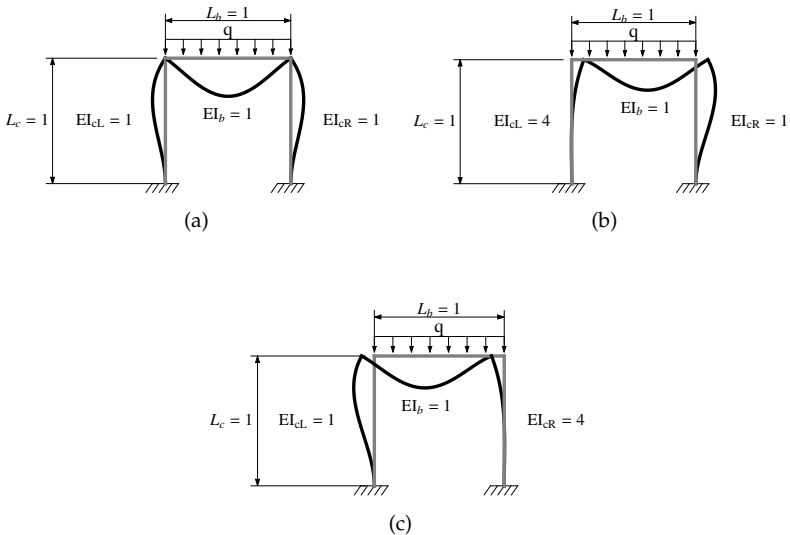 L_b = 1
q
L_c = 1
EI_cL = 1
EI_b = 1
EI_cR = 1
(a)
L_b = 1
q
L_c = 1
EI_cL = 4
EI_b = 1
EI_cR = 1
(b)
L_b = 1
q
L_c = 1
EI_cL = 1
EI_b = 1
EI_cR = 4
(c)